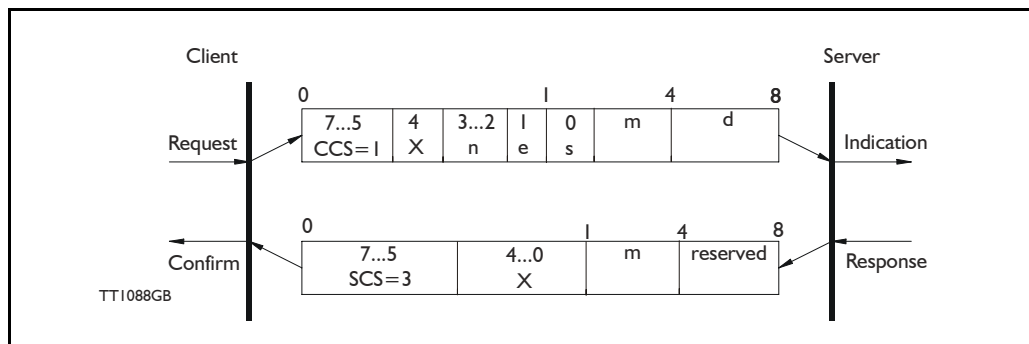 Client
Server
0 1 4 8
7...5 4 3...2 1 0 m d
CCS=1 X n e s
Request
Indication
0 1 4 8
7...5 4...0 m reserved
SCS=3 X
Confirm
Response
TT1088GB